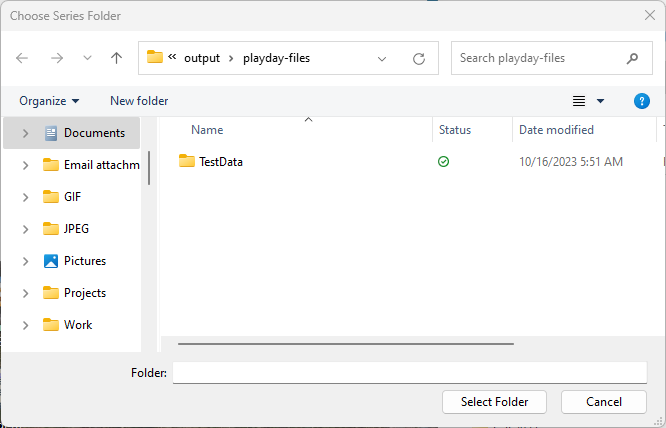 Choose Series Folder
« output > playday-files
Search playday-files
Organize
New folder
?
Name
Status
Date modified
Documents
Email attachm
GIF
JPEG
Pictures
Projects
Work
TestData
10/16/2023 5:51 AM
Folder:
Select Folder
Cancel